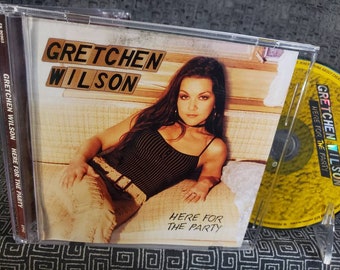 GRETCHEN WILSON HERE FOR THE PARTY
GRETCHEN
WILSON
HERE FOR
THE PARTY
GRETCHEN
WILSON
HERE FOR THE PARTY